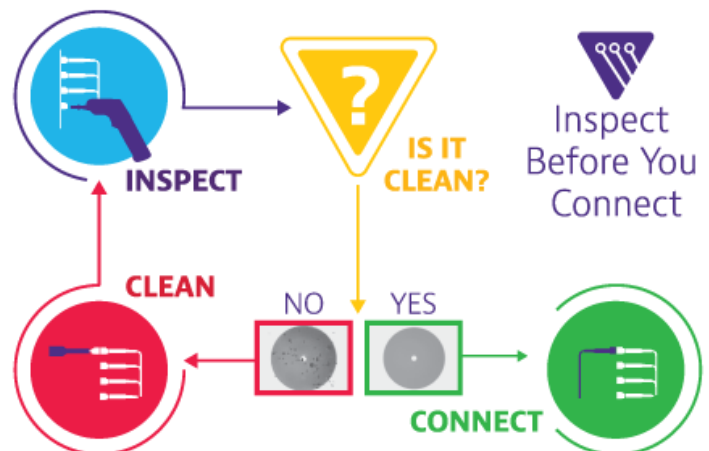 INSPECT
?
IS IT
CLEAN?
Inspect
Before You
Connect
CLEAN
NO
YES
CONNECT